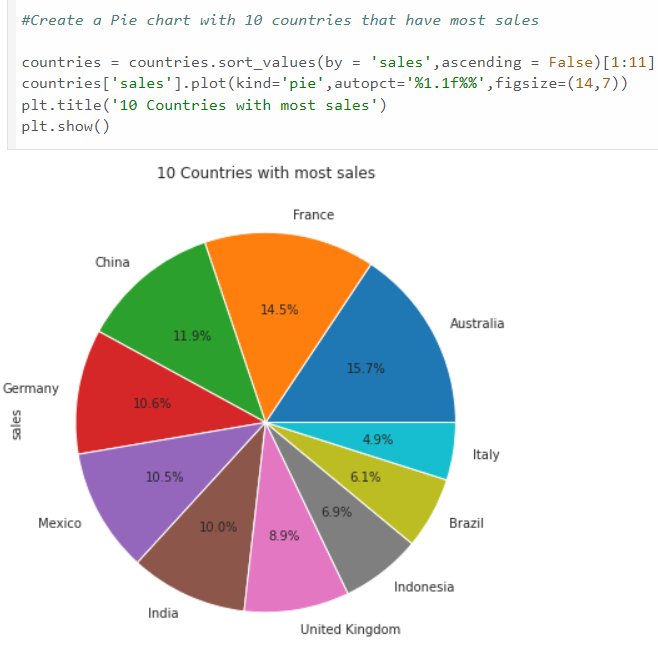 #Create a Pie chart with 10 countries that have most sales
countries = countries.sort_values(by = 'sales',ascending = False)[1:11]
countries['sales'].plot(kind='pie',autopct='%1.1f%%',figsize=(14,7))
plt.title('10 Countries with most sales')
plt.show()
10 Countries with most sales
France
China
14.5%
Australia
11.9%
15.7%
Germany
10.6%
sales
4.9%
Italy
10.5%
6.1%
Mexico
10.0%
6.9%
Brazil
8.9%
Indonesia
India
United Kingdom